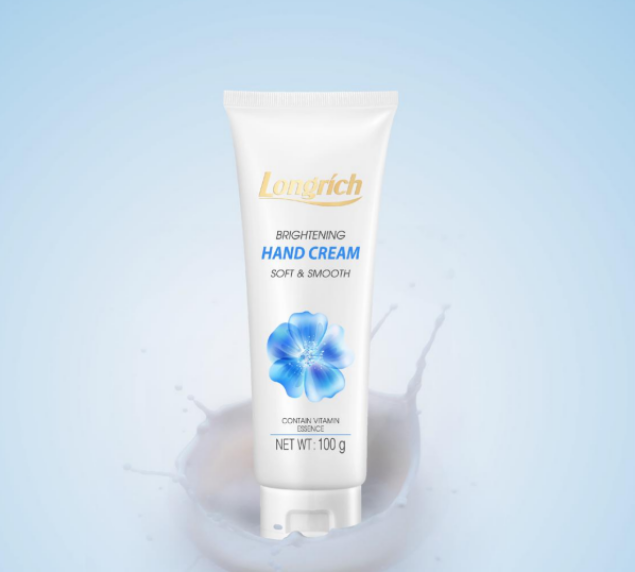 Longrich
BRIGHTENING
HAND CREAM
SOFT & SMOOTH
CONTAIN VITAMIN
ESSENCE
NET WT: 100 g